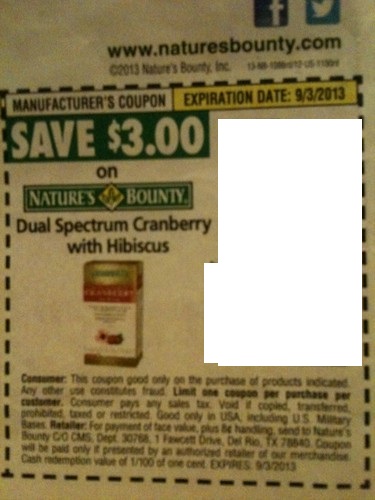 www.naturesbounty.com
©2013 Nature's Bounty, Inc.
MANUFACTURER'S COUPON EXPIRATION DATE: 9/3/2013
SAVE $3.00
on
NATURE'S BOUNTY
Dual Spectrum Cranberry
with Hibiscus
CRANBERRY
Consumer: This coupon good only on the purchase of products indicated.
Any other use constitutes fraud. Limit one coupon per purchase per
customer. Consumer pays any sales tax. Void if copied, transferred,
prohibited, taxed or restricted. Good only in USA, including U.S. Military
Bases. Retailer: For payment of face value, plus 8¢ handling, send to Nature's
Bounty C/O CMS, Dept. 30768, 1 Fawcett Drive, Del Rio, TX 78840. Coupon
will be paid only if presented by an authorized retailer of our merchandise.
Cash redemption value of 1/100 of one cent. EXPIRES: 9/3/2013